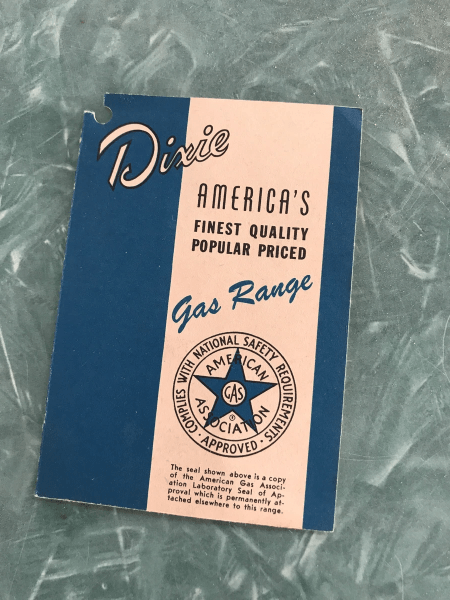 Dixie
AMERICA'S
FINEST QUALITY
POPULAR PRICED
Gas Range
COMPLIES WITH NATIONAL SAFETY REQUIREMENTS
· APPROVED ·
AMERICAN
GAS
ASSOCIATION
The seal shown above is a copy
of the American Gas Associ-
ation Laboratory Seal of Ap-
proval which is permanently at-
tached elsewhere to this range.